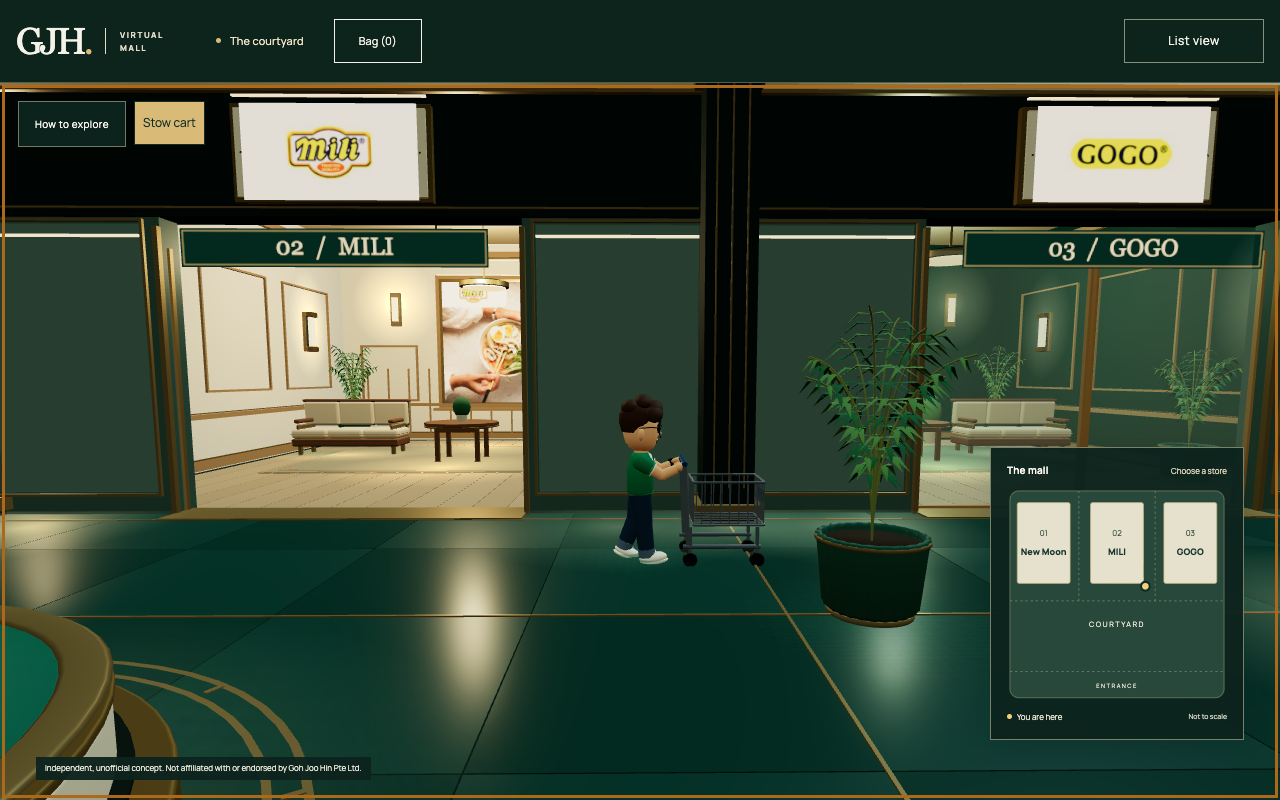 GJH.
VIRTUAL
MALL
The courtyard
Bag (0)
List view
How to explore
Stow cart
Mili®
GOGO®
02 / MILI
03 / GOGO
Mili
The mall
Choose a store
01
New Moon
02
MILI
03
GOGO
COURTYARD
ENTRANCE
You are here
Not to scale
Independent, unofficial concept. Not affiliated with or endorsed by Goh Joo Hin Pte Ltd.